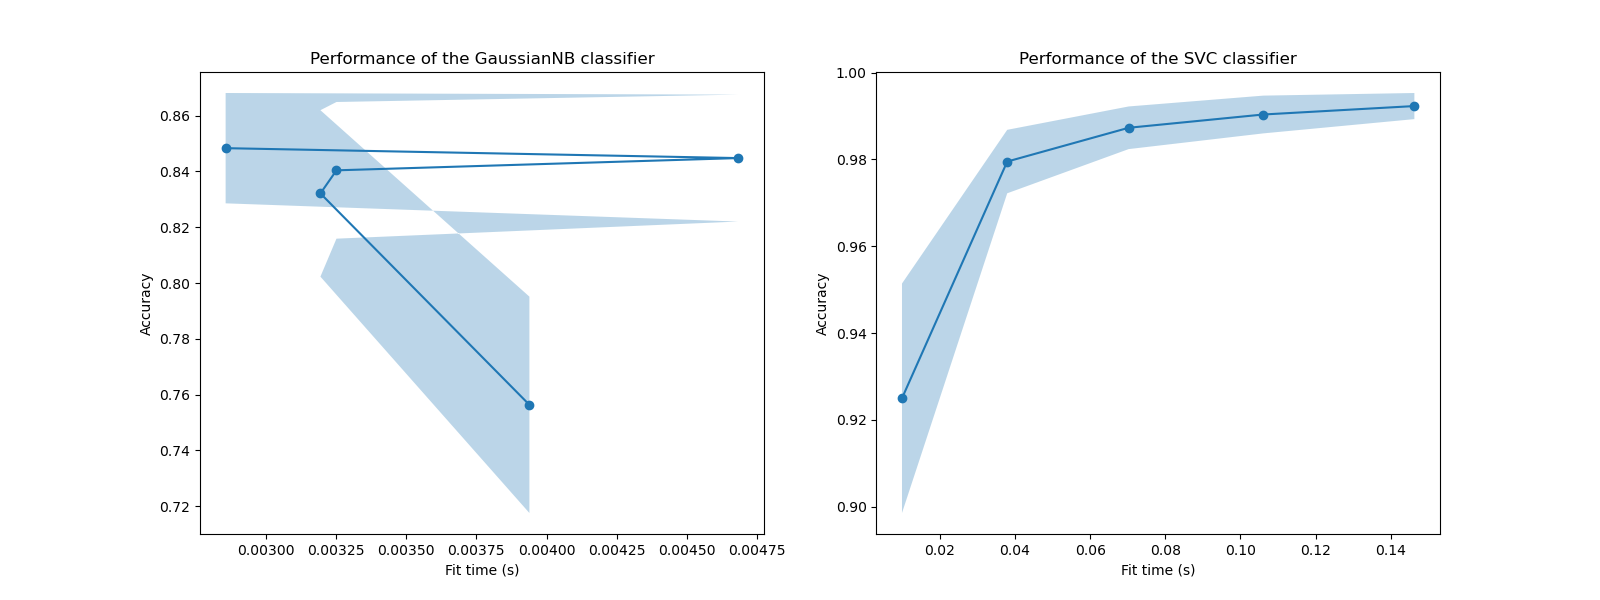 Performance of the GaussianNB classifier
Accuracy
0.86
0.84
0.82
0.80
0.78
0.76
0.74
0.72
0.00300 0.00325 0.00350 0.00375 0.00400 0.00425 0.00450 0.00475
Fit time (s)
Performance of the SVC classifier
Accuracy
1.00
0.98
0.96
0.94
0.92
0.90
0.02 0.04 0.06 0.08 0.10 0.12 0.14
Fit time (s)